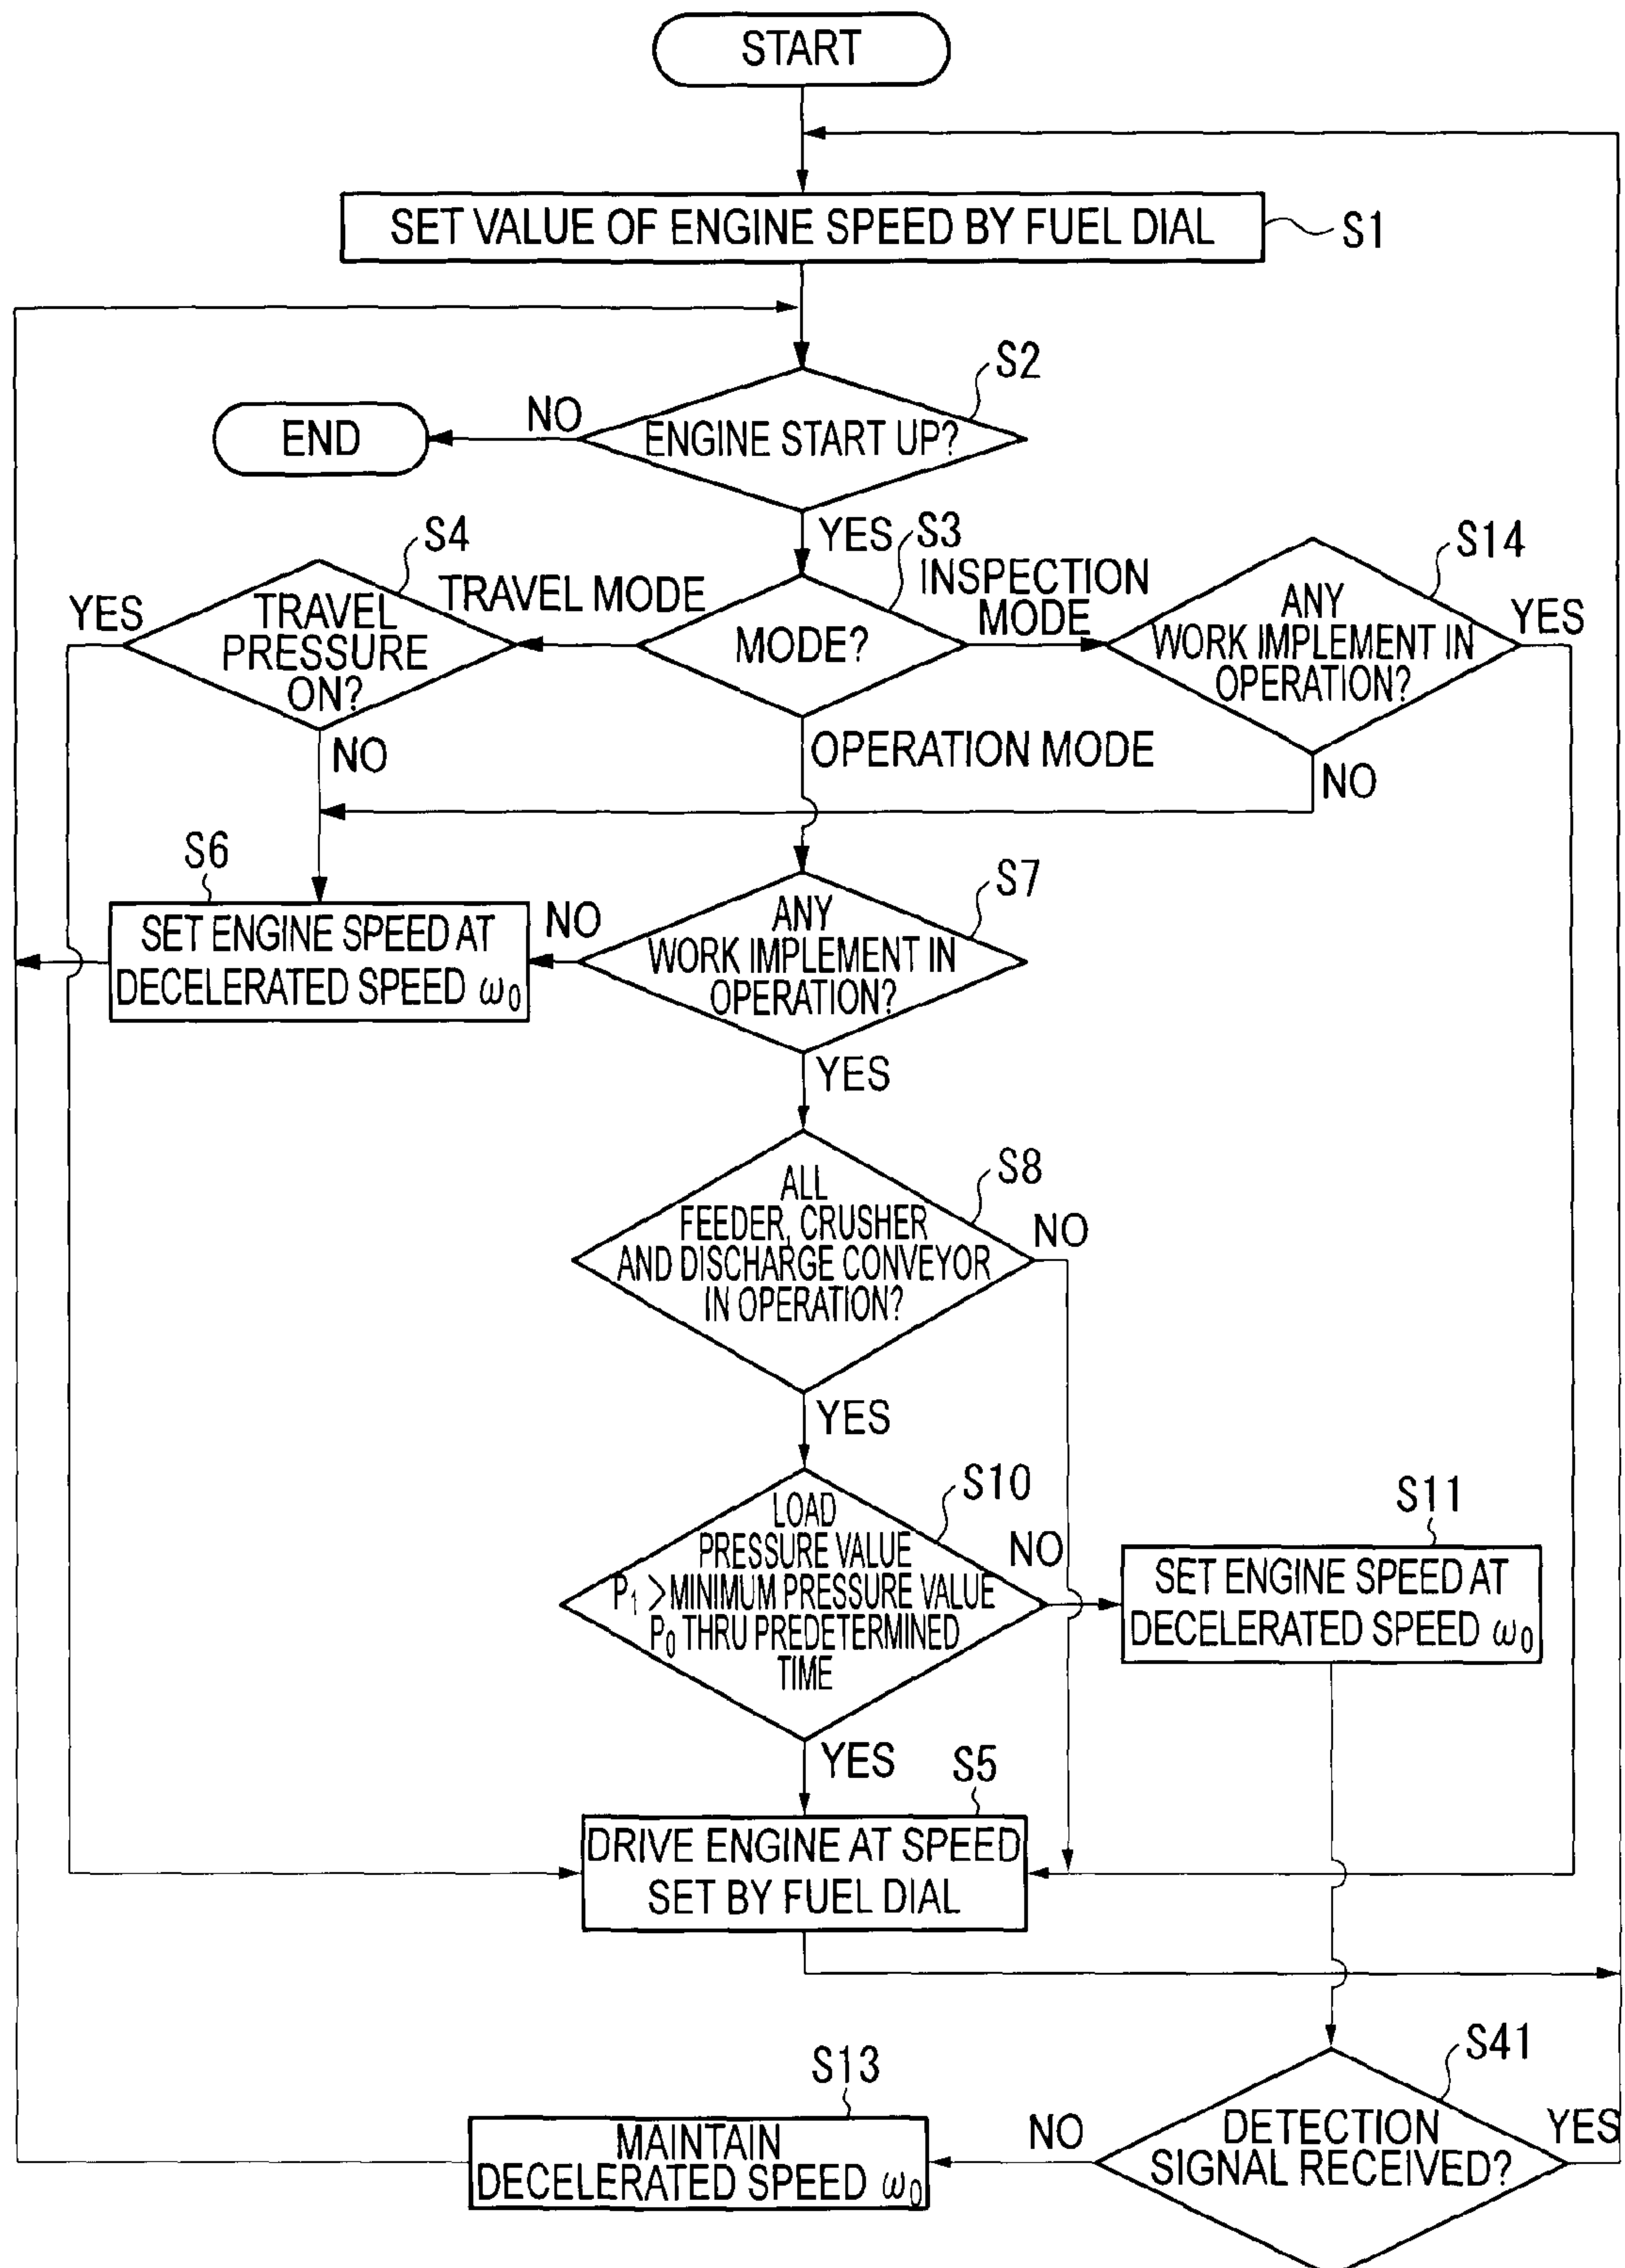 START
SET VALUE OF ENGINE SPEED BY FUEL DIAL
S1
S2
ENGINE START UP?
NO
END
YES
S3
MODE?
TRAVEL MODE
INSPECTION
MODE
OPERATION MODE
S4
TRAVEL
PRESSURE
ON?
YES
NO
S14
ANY
WORK IMPLEMENT IN
OPERATION?
YES
NO
S6
SET ENGINE SPEED AT
DECELERATED SPEED ω0
S7
ANY
WORK IMPLEMENT IN
OPERATION?
NO
YES
S8
ALL
FEEDER, CRUSHER
AND DISCHARGE CONVEYOR
IN OPERATION?
NO
YES
S10
LOAD
PRESSURE VALUE
P1 >MINIMUM PRESSURE VALUE
P0 THRU PREDETERMINED
TIME
NO
YES
S11
SET ENGINE SPEED AT
DECELERATED SPEED ω0
S5
DRIVE ENGINE AT SPEED
SET BY FUEL DIAL
S41
DETECTION
SIGNAL RECEIVED?
YES
NO
S13
MAINTAIN
DECELERATED SPEED ω0